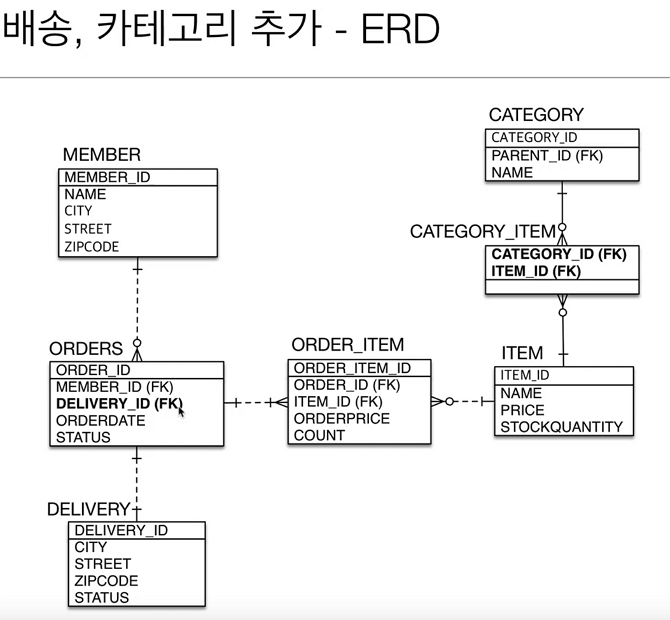 배송, 카테고리 추가 - ERD
CATEGORY
CATEGORY_ID
PARENT_ID (FK)
NAME
MEMBER
MEMBER_ID
NAME
CITY
STREET
ZIPCODE
CATEGORY_ITEM
CATEGORY_ID (FK)
ITEM_ID (FK)
ORDERS
ORDER_ID
MEMBER_ID (FK)
DELIVERY_ID (FK)
ORDERDATE
STATUS
ORDER_ITEM
ORDER_ITEM_ID
ORDER_ID (FK)
ITEM_ID (FK)
ORDERPRICE
COUNT
ITEM
ITEM_ID
NAME
PRICE
STOCKQUANTITY
DELIVERY
DELIVERY_ID
CITY
STREET
ZIPCODE
STATUS